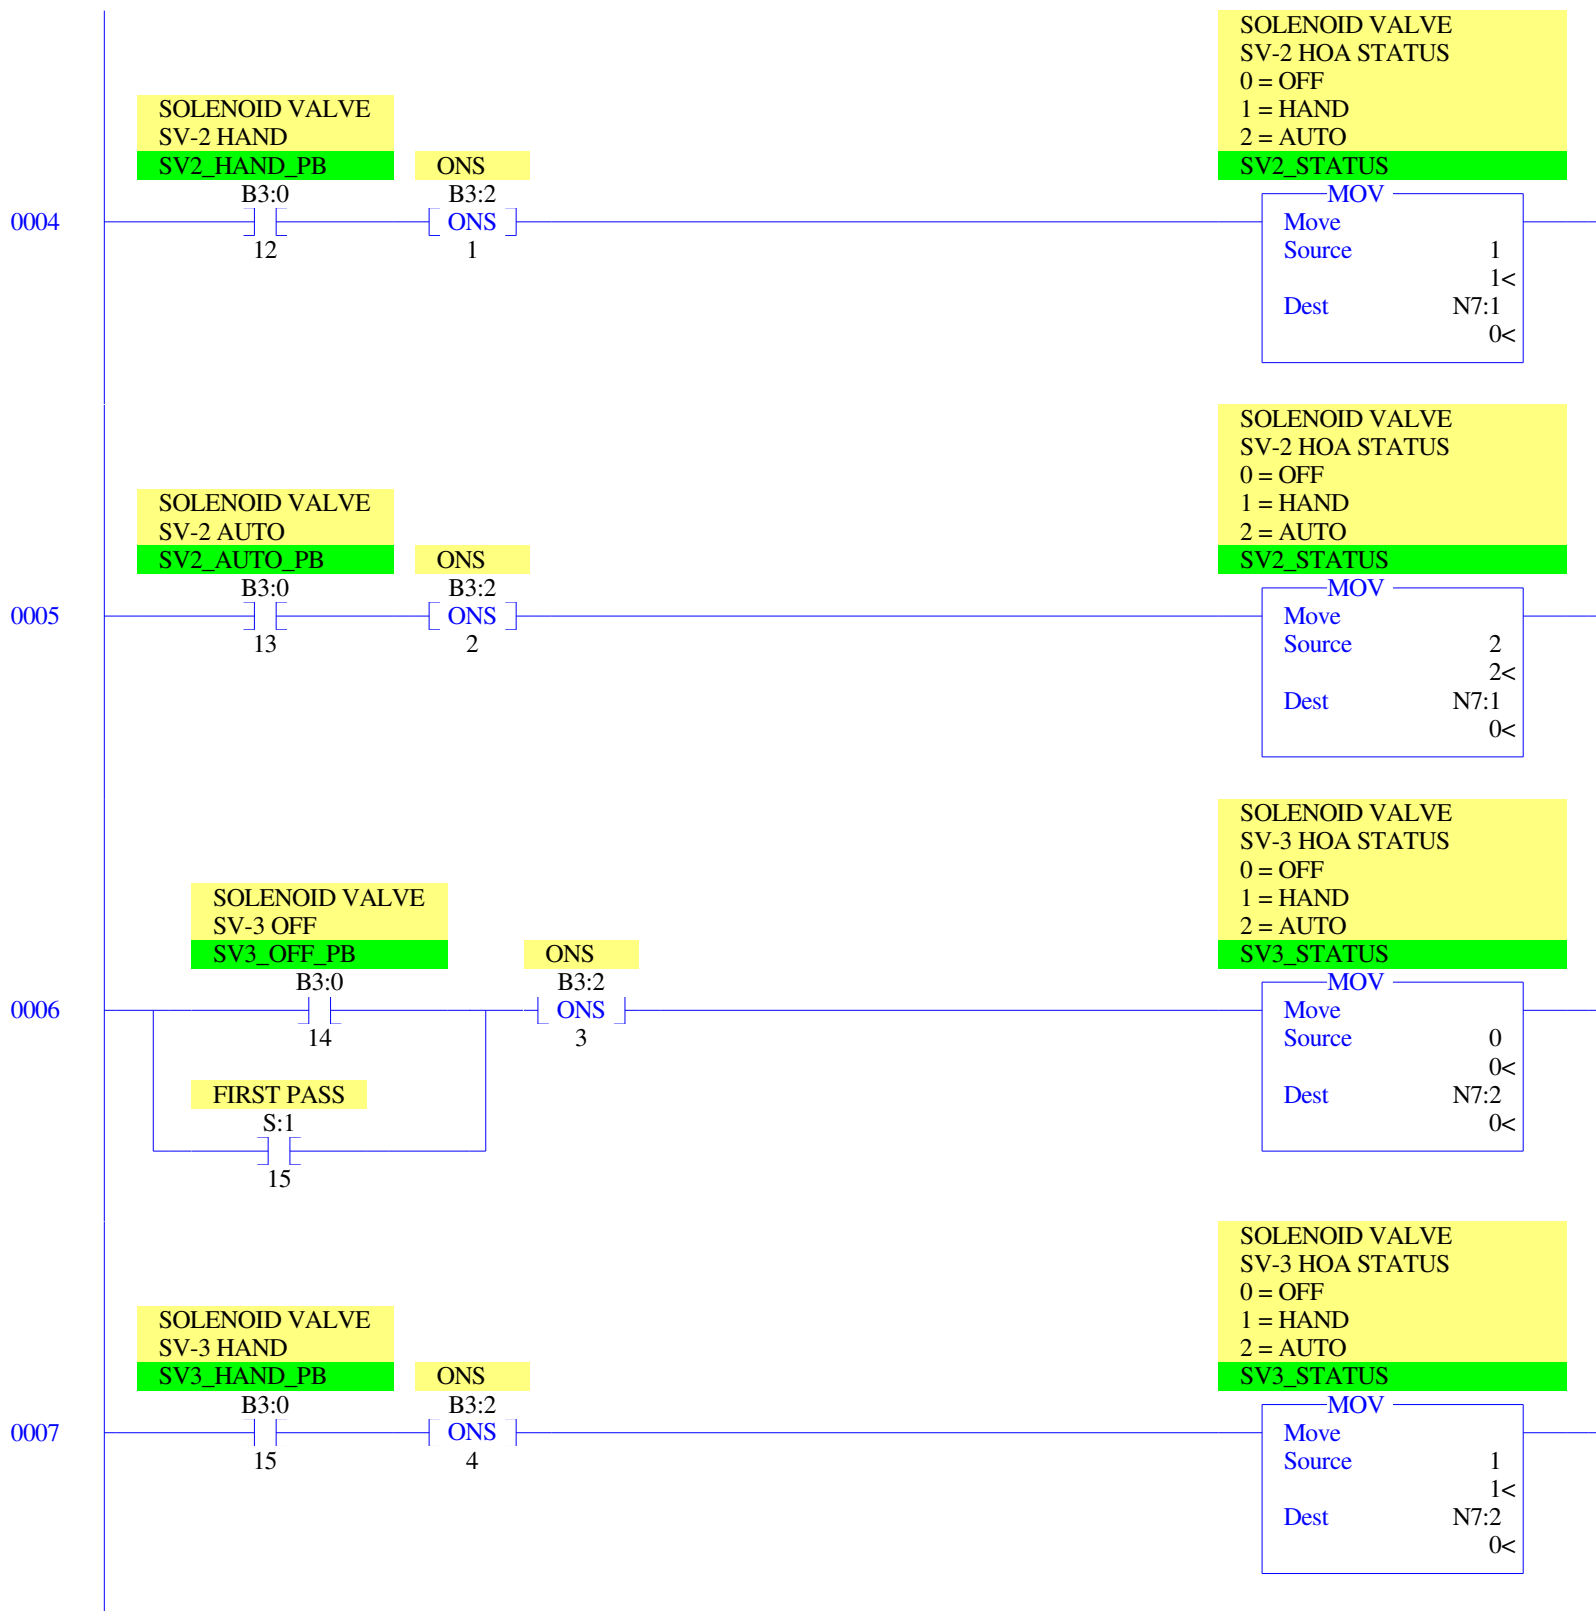 SOLENOID VALVE
SV-2 HOA STATUS
0 = OFF
1 = HAND
2 = AUTO
SV2_STATUS
SOLENOID VALVE
SV-2 HAND
SV2_HAND_PB
ONS
B3:0
B3:2
MOV
0004
ONS
Move
12
1
Source 1
1<
Dest N7:1
0<
SOLENOID VALVE
SV-2 HOA STATUS
0 = OFF
1 = HAND
2 = AUTO
SV2_STATUS
SOLENOID VALVE
SV-2 AUTO
SV2_AUTO_PB
ONS
B3:0
B3:2
MOV
0005
ONS
Move
13
2
Source 2
2<
Dest N7:1
0<
SOLENOID VALVE
SV-3 HOA STATUS
0 = OFF
1 = HAND
2 = AUTO
SV3_STATUS
SOLENOID VALVE
SV-3 OFF
SV3_OFF_PB
ONS
B3:0
B3:2
MOV
0006
ONS
Move
14
3
Source 0
0<
Dest N7:2
0<
FIRST PASS
S:1
15
SOLENOID VALVE
SV-3 HOA STATUS
0 = OFF
1 = HAND
2 = AUTO
SV3_STATUS
SOLENOID VALVE
SV-3 HAND
SV3_HAND_PB
ONS
B3:0
B3:2
MOV
0007
ONS
Move
15
4
Source 1
1<
Dest N7:2
0<